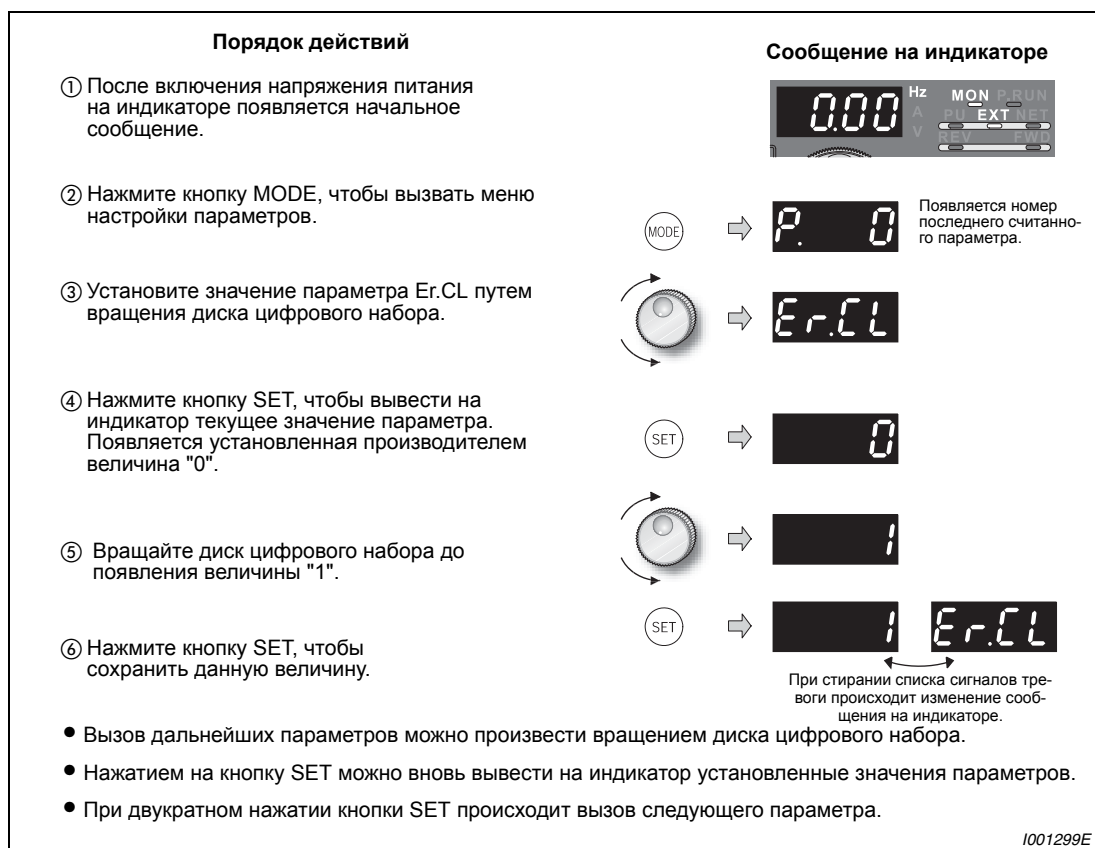 Порядок действий
Сообщение на индикаторе
① После включения напряжения питания
на индикаторе появляется начальное
сообщение.
0.00 Hz MON P.RUN
A PU EXT NET
V REV FWD
② Нажмите кнопку MODE, чтобы вызвать меню
настройки параметров.
MODE
P. 0
Появляется номер
последнего считанно-
го параметра.
③ Установите значение параметра Er.CL путем
вращения диска цифрового набора.
Er.CL
④ Нажмите кнопку SET, чтобы вывести на
индикатор текущее значение параметра.
Появляется установленная производителем
величина "0".
SET
0
⑤ Вращайте диск цифрового набора до
появления величины "1".
1
⑥ Нажмите кнопку SET, чтобы
сохранить данную величину.
SET
1 Er.CL
При стирании списка сигналов тре-
воги происходит изменение сооб-
щения на индикаторе.
• Вызов дальнейших параметров можно произвести вращением диска цифрового набора.
• Нажатием на кнопку SET можно вновь вывести на индикатор установленные значения параметров.
• При двукратном нажатии кнопки SET происходит вызов следующего параметра.
I001299E